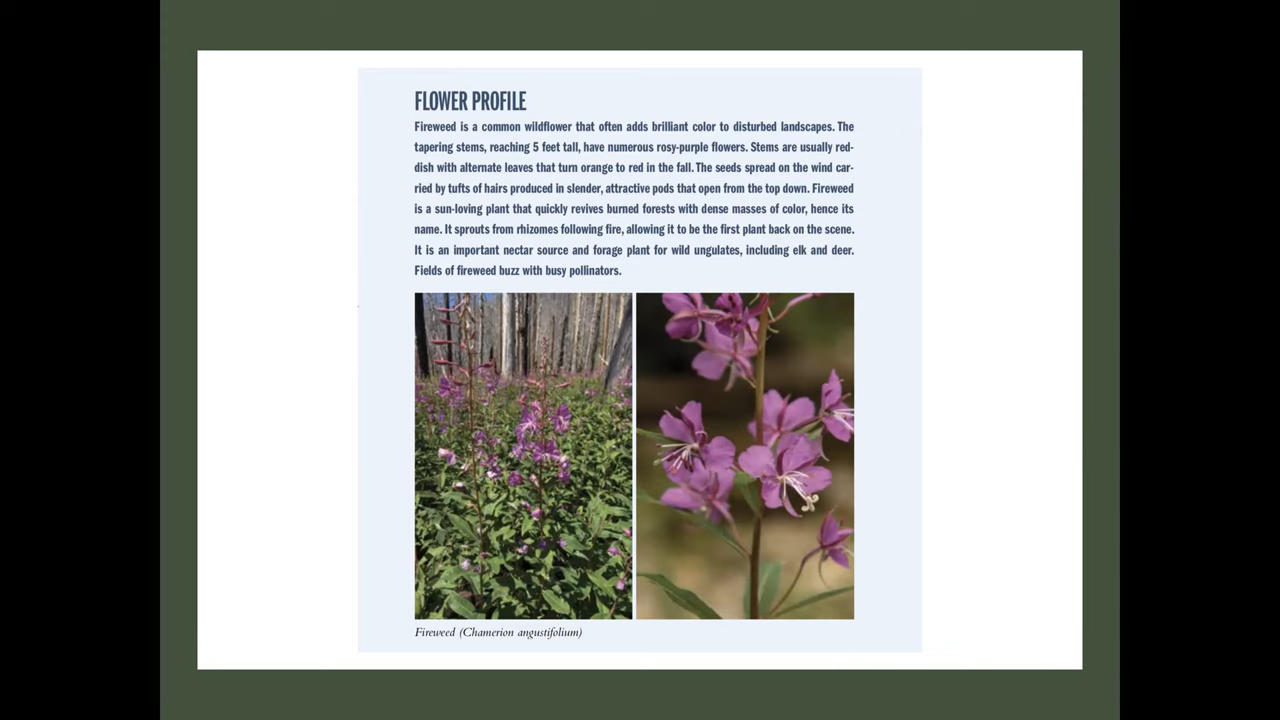 FLOWER PROFILE
Fireweed is a common wildflower that often adds brilliant color to disturbed landscapes. The
tapering stems, reaching 5 feet tall, have numerous rosy-purple flowers. Stems are usually red-
dish with alternate leaves that turn orange to red in the fall. The seeds spread on the wind car-
ried by tufts of hairs produced in slender, attractive pods that open from the top down. Fireweed
is a sun-loving plant that quickly revives burned forests with dense masses of color, hence its
name. It sprouts from rhizomes following fire, allowing it to be the first plant back on the scene.
It is an important nectar source and forage plant for wild ungulates, including elk and deer.
Fields of fireweed buzz with busy pollinators.
Fireweed (Chamerion angustifolium)